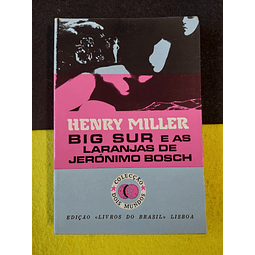 HENRY MILLER
BIG SUR E AS
LARANJAS DE
JERÓNIMO BOSCH
COLECÇÃO
DOIS MUNDOS
EDIÇÃO «LIVROS DO BRASIL» LISBOA